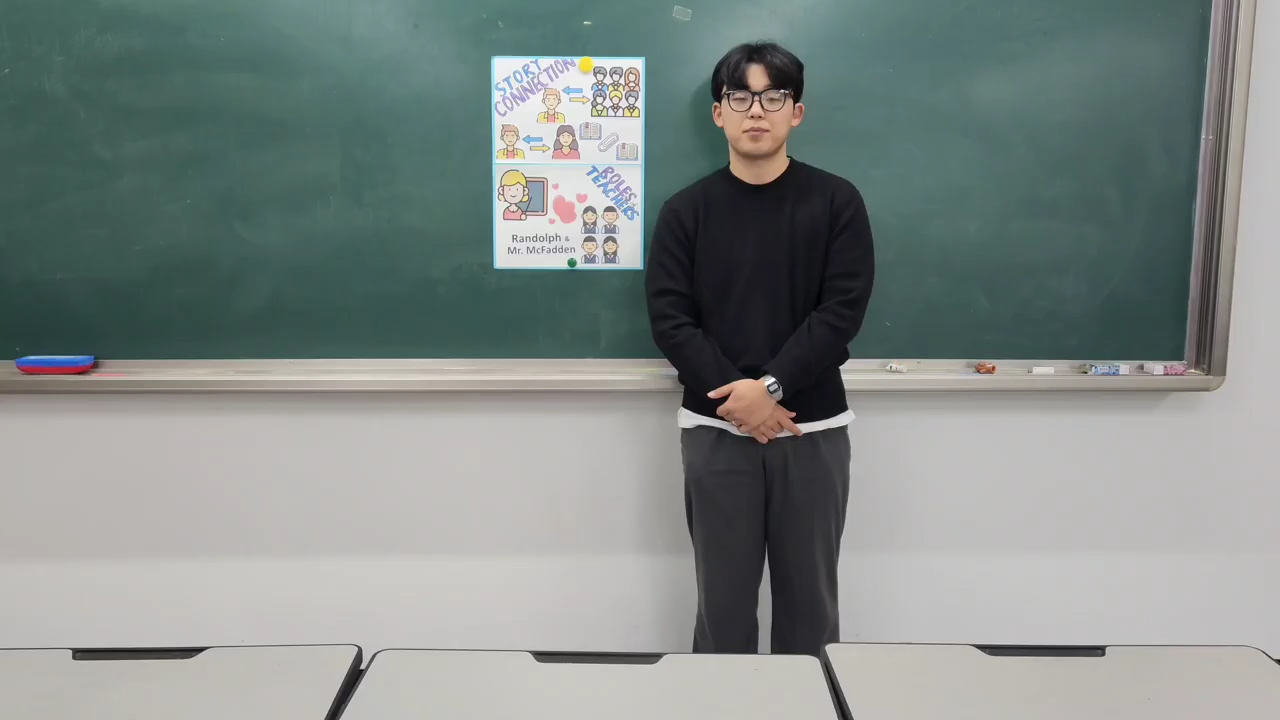 STORY
CONNECTION
ROLES
TEACHERS
Randolph &
Mr. McFadden